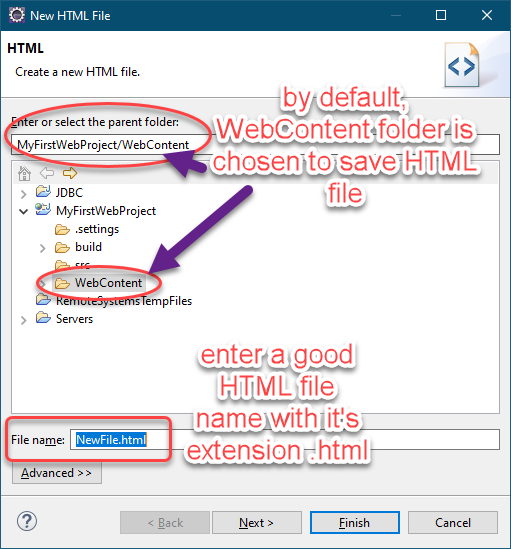 New HTML File
HTML
Create a new HTML file.
by default,
WebContent folder is
chosen to save HTML
file
Enter or select the parent folder:
MyFirstWebProject/WebContent
JDBC
MyFirstWebProject
.settings
build
src
WebContent
RemoteSystemsTempFiles
Servers
enter a good
HTML file
name with it's
extension .html
File name: NewFile.html
Advanced >>
< Back Next > Finish Cancel